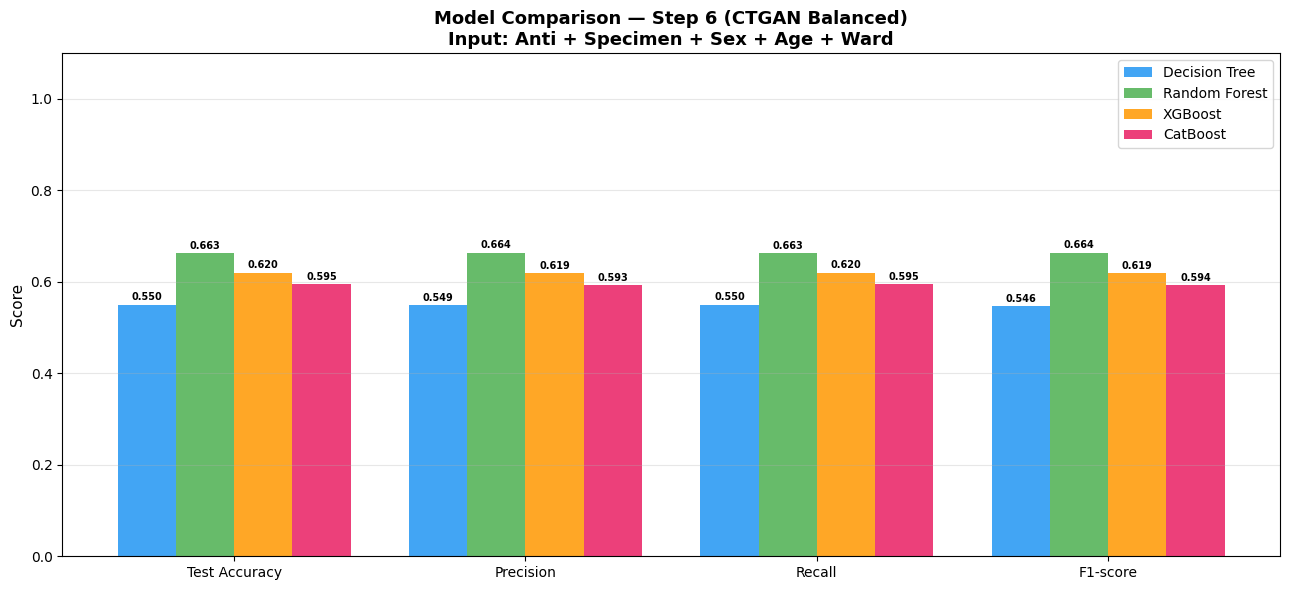 Model Comparison — Step 6 (CTGAN Balanced)
Input: Anti + Specimen + Sex + Age + Ward
Decision Tree
Random Forest
XGBoost
CatBoost
Score
1.0
0.8
0.6
0.4
0.2
0.0
0.550
0.663
0.620
0.595
0.549
0.664
0.619
0.593
0.550
0.663
0.620
0.595
0.546
0.664
0.619
0.594
Test Accuracy
Precision
Recall
F1-score